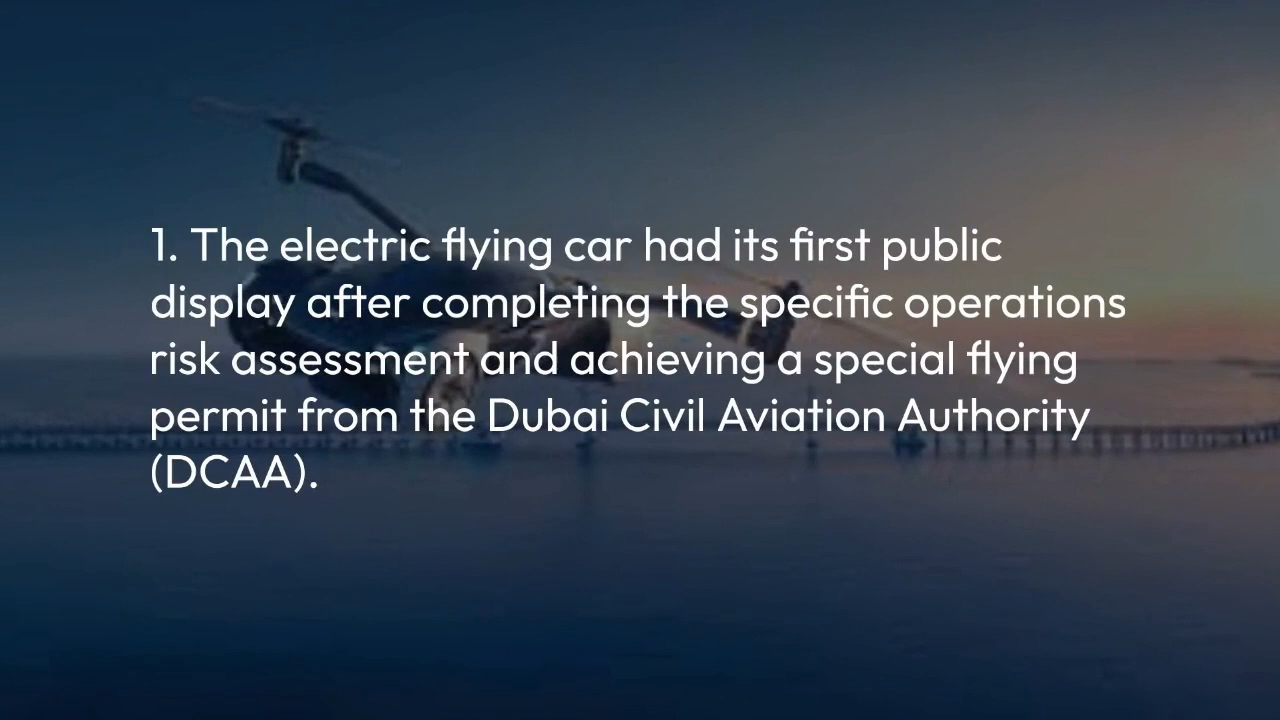 1. The electric flying car had its first public
display after completing the specific operations
risk assessment and achieving a special flying
permit from the Dubai Civil Aviation Authority
(DCAA).